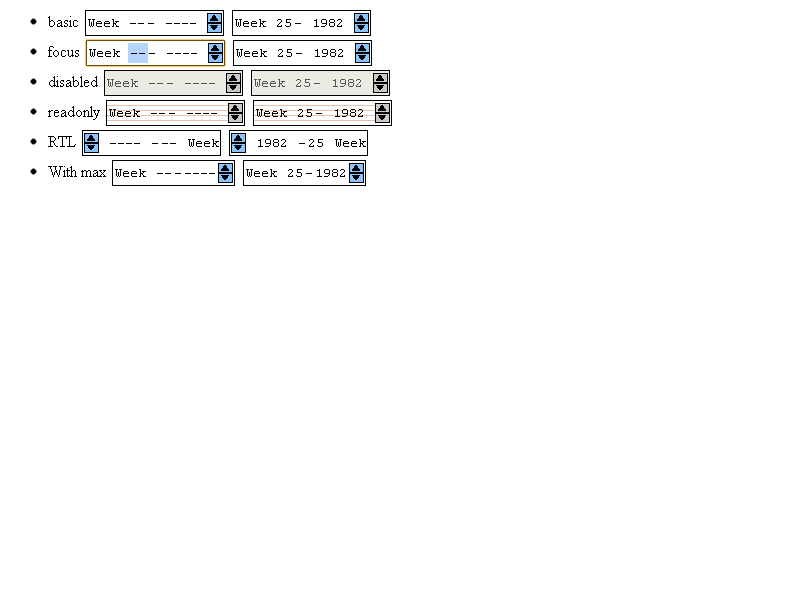 basic Week --- ---- Week 25- 1982
focus Week --- ---- Week 25- 1982
disabled Week --- ---- Week 25- 1982
readonly Week --- ---- Week 25- 1982
RTL ---- --- Week 1982 -25 Week
With max Week ------- Week 25-1982